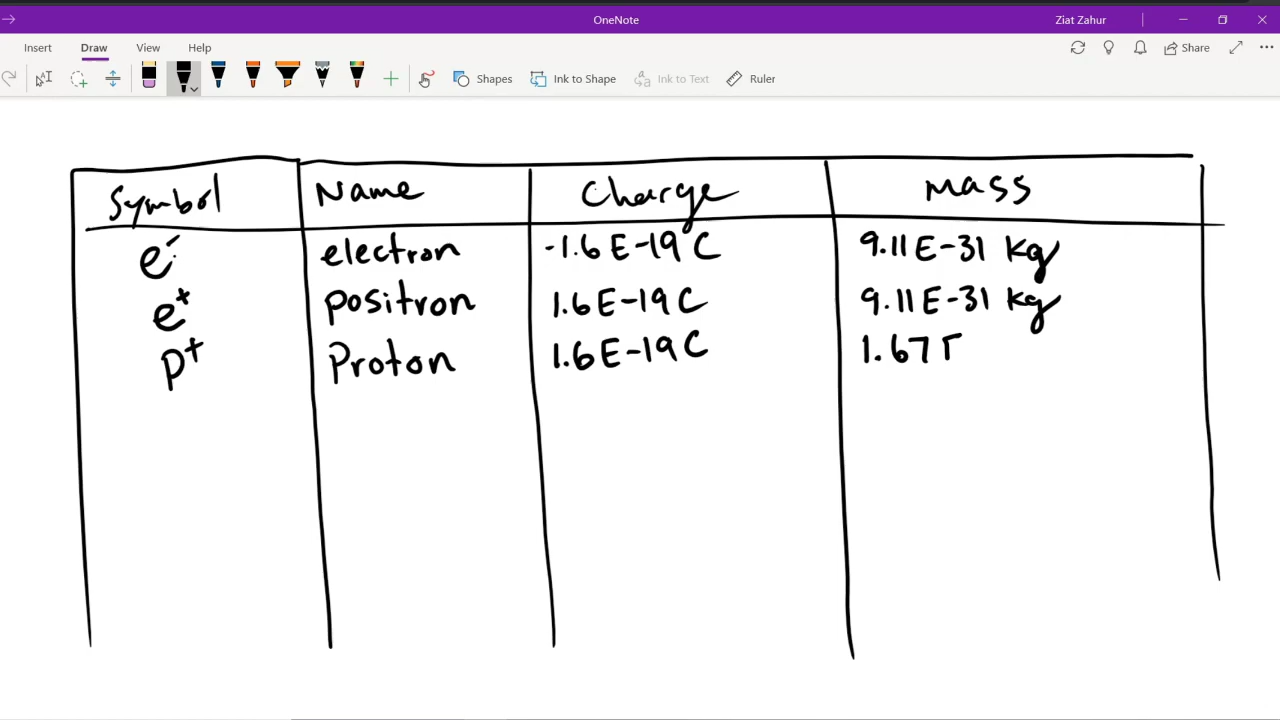 OneNote
Ziat Zahur
Insert Draw View Help
Share
Shapes Ink to Shape Ink to Text Ruler
Symbol Name Charge Mass
e⁻ electron -1.6E-19C 9.11E-31 kg
e⁺ positron 1.6E-19C 9.11E-31 kg
p⁺ Proton 1.6E-19C 1.67